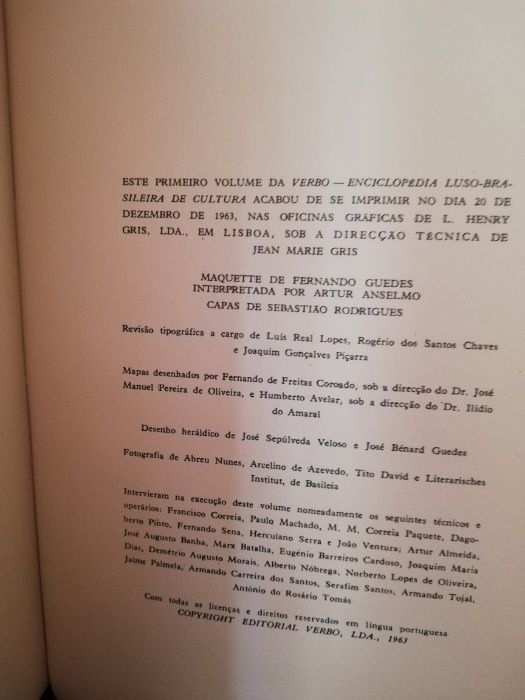 ESTE PRIMEIRO VOLUME DA VERBO — ENCICLOPÉDIA LUSO-BRA-
SILEIRA DE CULTURA ACABOU DE SE IMPRIMIR NO DIA 20 DE
DEZEMBRO DE 1963, NAS OFICINAS GRÁFICAS DE L. HENRY
GRIS, LDA., EM LISBOA, SOB A DIRECÇÃO TÉCNICA DE
JEAN MARIE GRIS
MAQUETTE DE FERNANDO GUEDES
INTERPRETADA POR ARTUR ANSELMO
CAPAS DE SEBASTIÃO RODRIGUES
Revisão tipográfica a cargo de Luís Real Lopes, Rogério dos Santos Chaves
e Joaquim Gonçalves Piçarra
Mapas desenhados por Fernando de Freitas Coroado, sob a direcção do Dr. José
Manuel Pereira de Oliveira, e Humberto Avelar, sob a direcção do Dr. Ilídio
do Amaral
Desenho heráldico de José Sepúlveda Veloso e José Bénard Guedes
Fotografia de Abreu Nunes, Arcelino de Azevedo, Tito David e Literarisches
Institut, de Basileia
Intervieram na execução deste volume nomeadamente os seguintes técnicos e
operários: Francisco Correia, Paulo Machado, M. M. Correia Paquete, Dago-
berto Pinto, Fernando Sena, Herculano Serra e João Ventura; Artur Almeida,
José Augusto Banha, Marx Batalha, Eugénio Barreiros Cardoso, Joaquim Maria
Dias, Demétrio Augusto Morais, Alberto Nóbrega, Norberto Lopes de Oliveira,
Jaime Palmela, Armando Carreira dos Santos, Serafim Santos, Armando Tojal,
António do Rosário Tomás
Com todas as licenças e direitos reservados em língua portuguesa
COPYRIGHT EDITORIAL VERBO, LDA., 1963